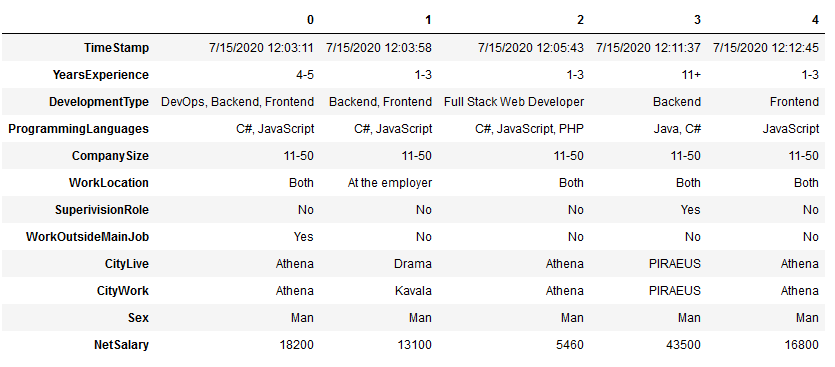 0 1 2 3 4
TimeStamp 7/15/2020 12:03:11 7/15/2020 12:03:58 7/15/2020 12:05:43 7/15/2020 12:11:37 7/15/2020 12:12:45
YearsExperience 4-5 1-3 1-3 11+ 1-3
DevelopmentType DevOps, Backend, Frontend Backend, Frontend Full Stack Web Developer Backend Frontend
ProgrammingLanguages C#, JavaScript C#, JavaScript C#, JavaScript, PHP Java, C# JavaScript
CompanySize 11-50 11-50 11-50 11-50 11-50
WorkLocation Both At the employer Both Both Both
SuperivisionRole No No No Yes No
WorkOutsideMainJob Yes No No No No
CityLive Athena Drama Athena PIRAEUS Athena
CityWork Athena Kavala Athena PIRAEUS Athena
Sex Man Man Man Man Man
NetSalary 18200 13100 5460 43500 16800